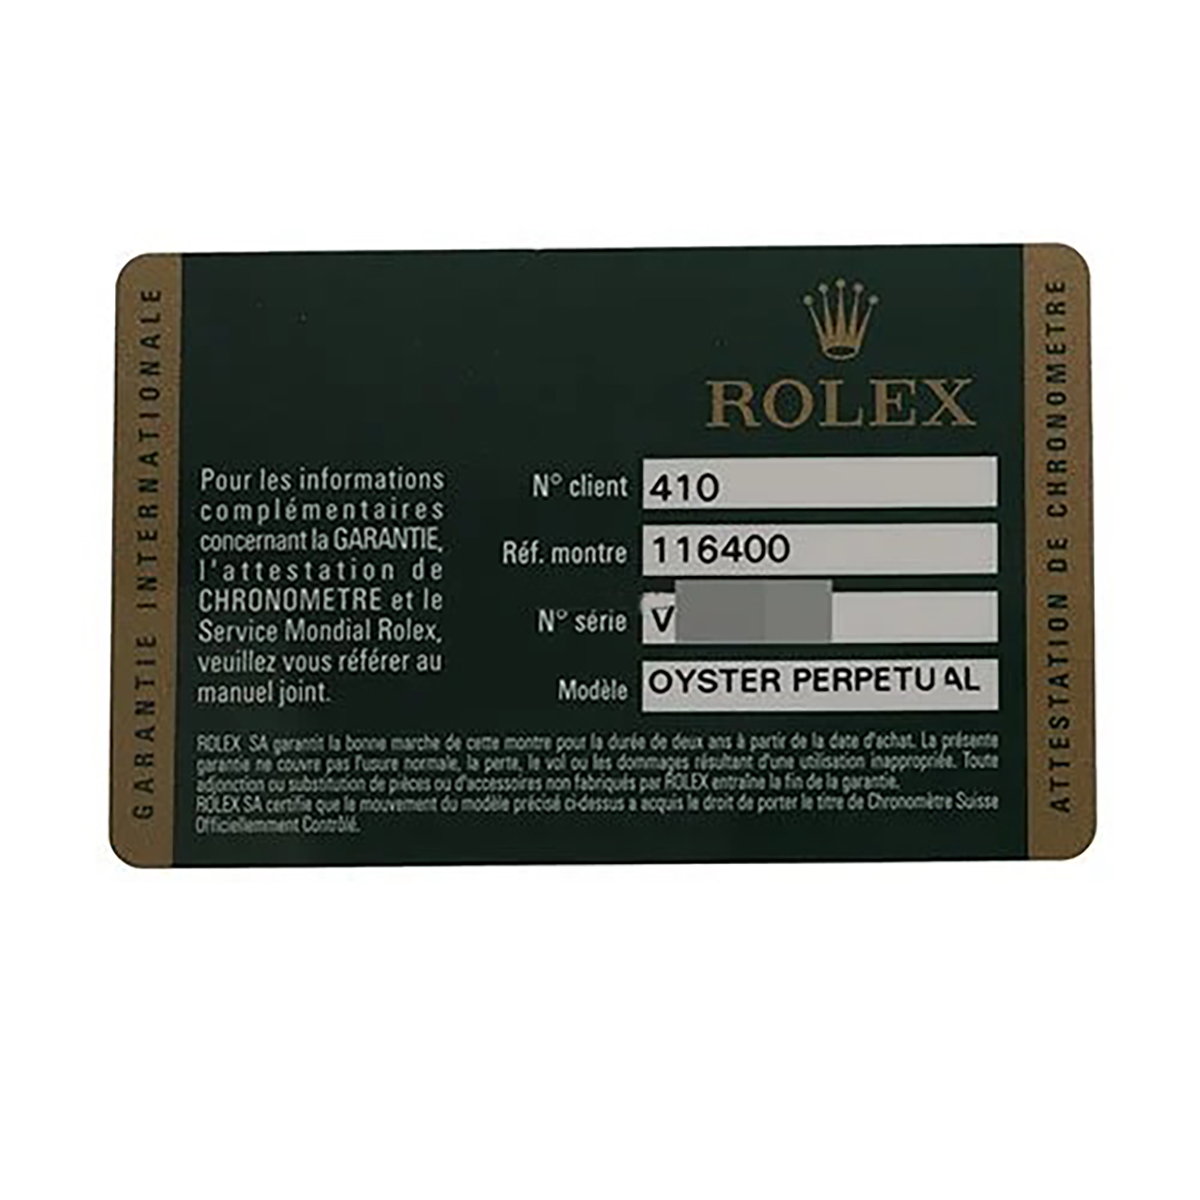 GARANTIE INTERNATIONALE
ROLEX
Pour les informations
complémentaires
concernant la GARANTIE,
l'attestation de
CHRONOMETRE et le
Service Mondial Rolex,
veuillez vous référer au
manuel joint.
N° client 410
Réf. montre 116400
N° série V
Modèle OYSTER PERPETUAL
ROLEX SA garantit la bonne marche de cette montre pour la durée de deux ans à partir de la date d'achat. La présente
garantie ne couvre pas l'usure normale, la perte, le vol ou les dommages résultant d'une utilisation inappropriée. Toute
adjonction ou substitution de pièces ou d'accessoires non fabriqués par ROLEX entraîne la fin de la garantie.
ROLEX SA certifie que le mouvement du modèle précisé ci-dessus a acquis le droit de porter le titre de Chronomètre Suisse
Officiellemment Contrôlé.
ATTESTATION DE CHRONOMETRE